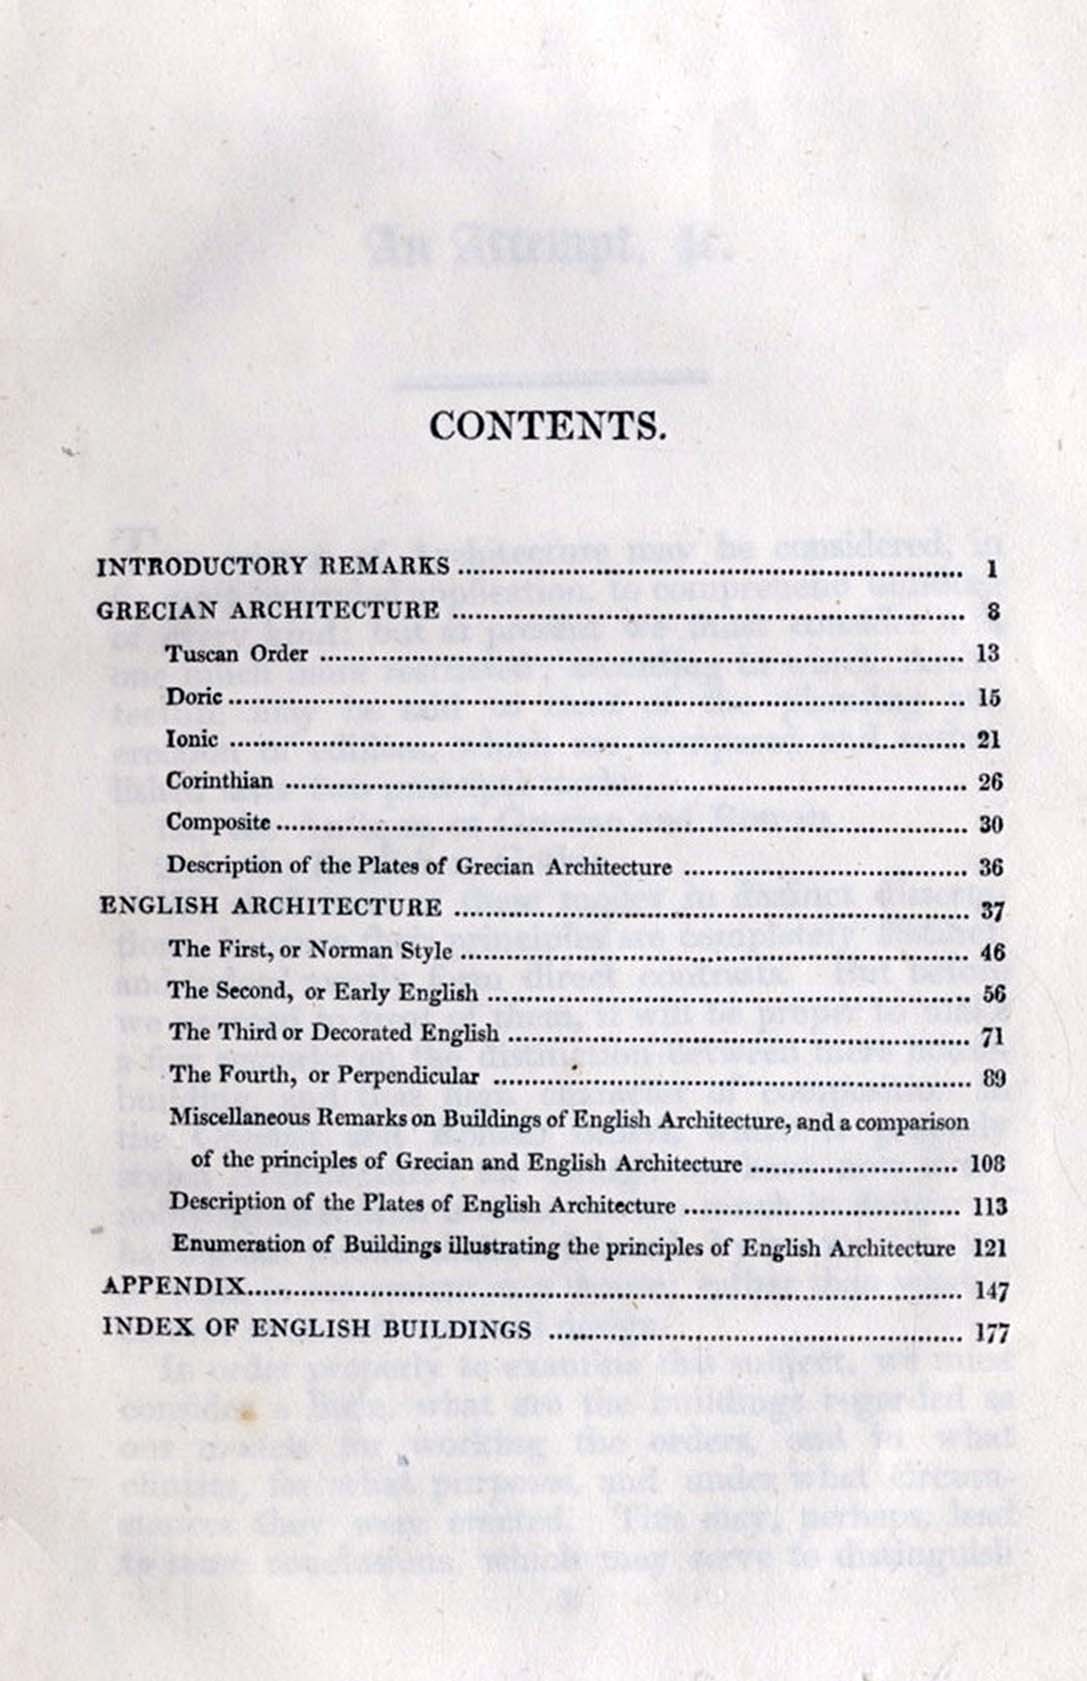 CONTENTS.
INTRODUCTORY REMARKS ........ 1
GRECIAN ARCHITECTURE ........ 8
Tuscan Order ........ 13
Doric ........ 15
Ionic ........ 21
Corinthian ........ 26
Composite ........ 30
Description of the Plates of Grecian Architecture ........ 36
ENGLISH ARCHITECTURE ........ 37
The First, or Norman Style ........ 46
The Second, or Early English ........ 56
The Third or Decorated English ........ 71
The Fourth, or Perpendicular ........ 89
Miscellaneous Remarks on Buildings of English Architecture, and a comparison
of the principles of Grecian and English Architecture ........ 108
Description of the Plates of English Architecture ........ 113
Enumeration of Buildings illustrating the principles of English Architecture 121
APPENDIX ........ 147
INDEX OF ENGLISH BUILDINGS ........ 177